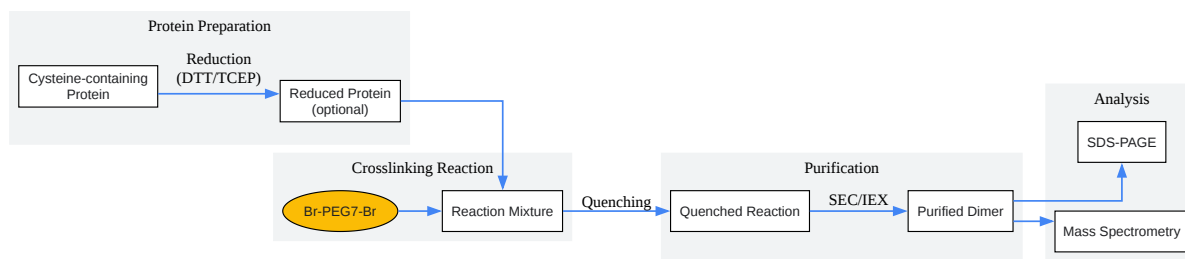 Protein Preparation
Cysteine-containing
Protein
Reduction
(DTT/TCEP)
Reduced Protein
(optional)
Crosslinking Reaction
Br-PEG7-Br
Reaction Mixture
Quenching
Purification
Quenched Reaction
SEC/IEX
Purified Dimer
Analysis
SDS-PAGE
Mass Spectrometry